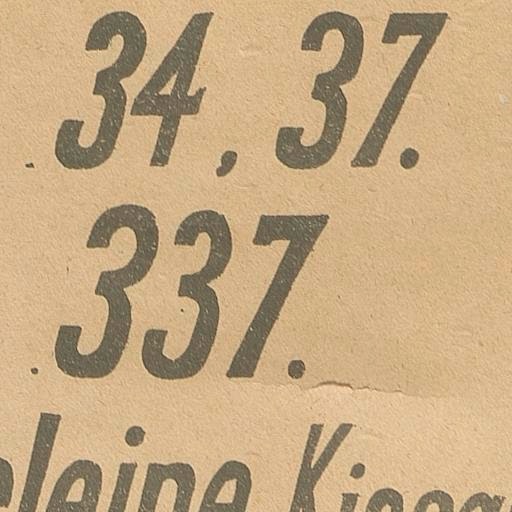 . 34, 37.
. 337.